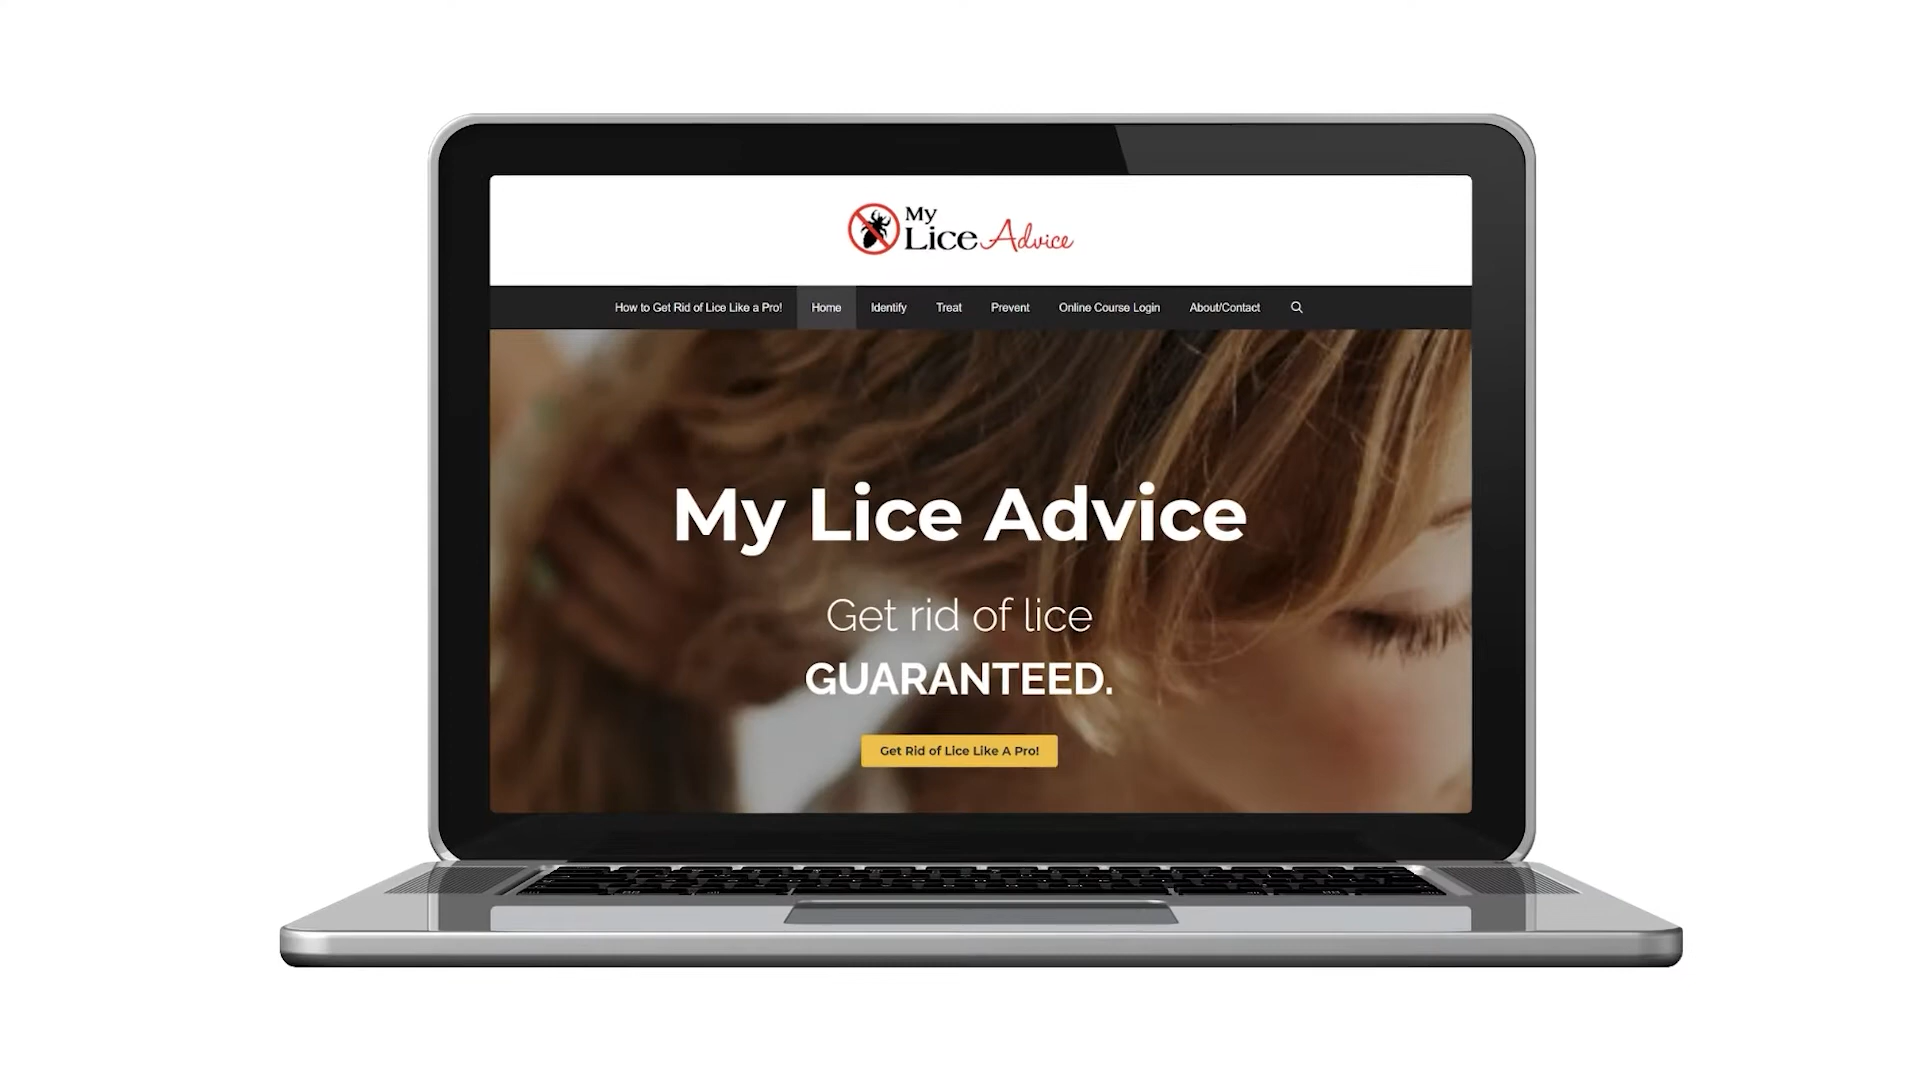 My
Lice Advice
How to Get Rid of Lice Like a Pro! Home Identify Treat Prevent Online Course Login About/Contact
My Lice Advice
Get rid of lice
GUARANTEED.
Get Rid of Lice Like A Pro!